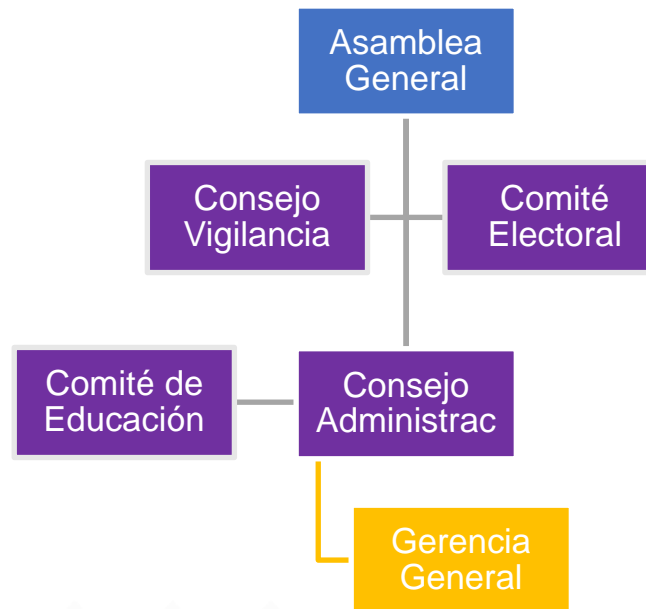 Asamblea
General
Consejo
Vigilancia
Comité
Electoral
Comité de
Educación
Consejo
Administrac
Gerencia
General